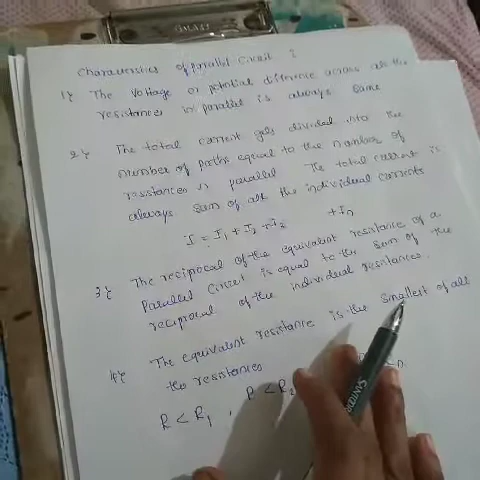 GALAXY
Characteristics of parallel Circuit ?
1} The Voltage or potential difference across all the
resistances in parallel is always same
2} The total current gets divided into the
number of paths equal to the number of
resistances in parallel The total current is
always sum of all the individual currents
I = I1 + I2 + I3 + In
3} The reciprocal of the equivalent resistance of a
Parallel Circuit is equal to the sum of the
reciprocal of the individual resistances.
4} The equivalent resistance is the smallest of all
the resistances
R < R1 , R < R2